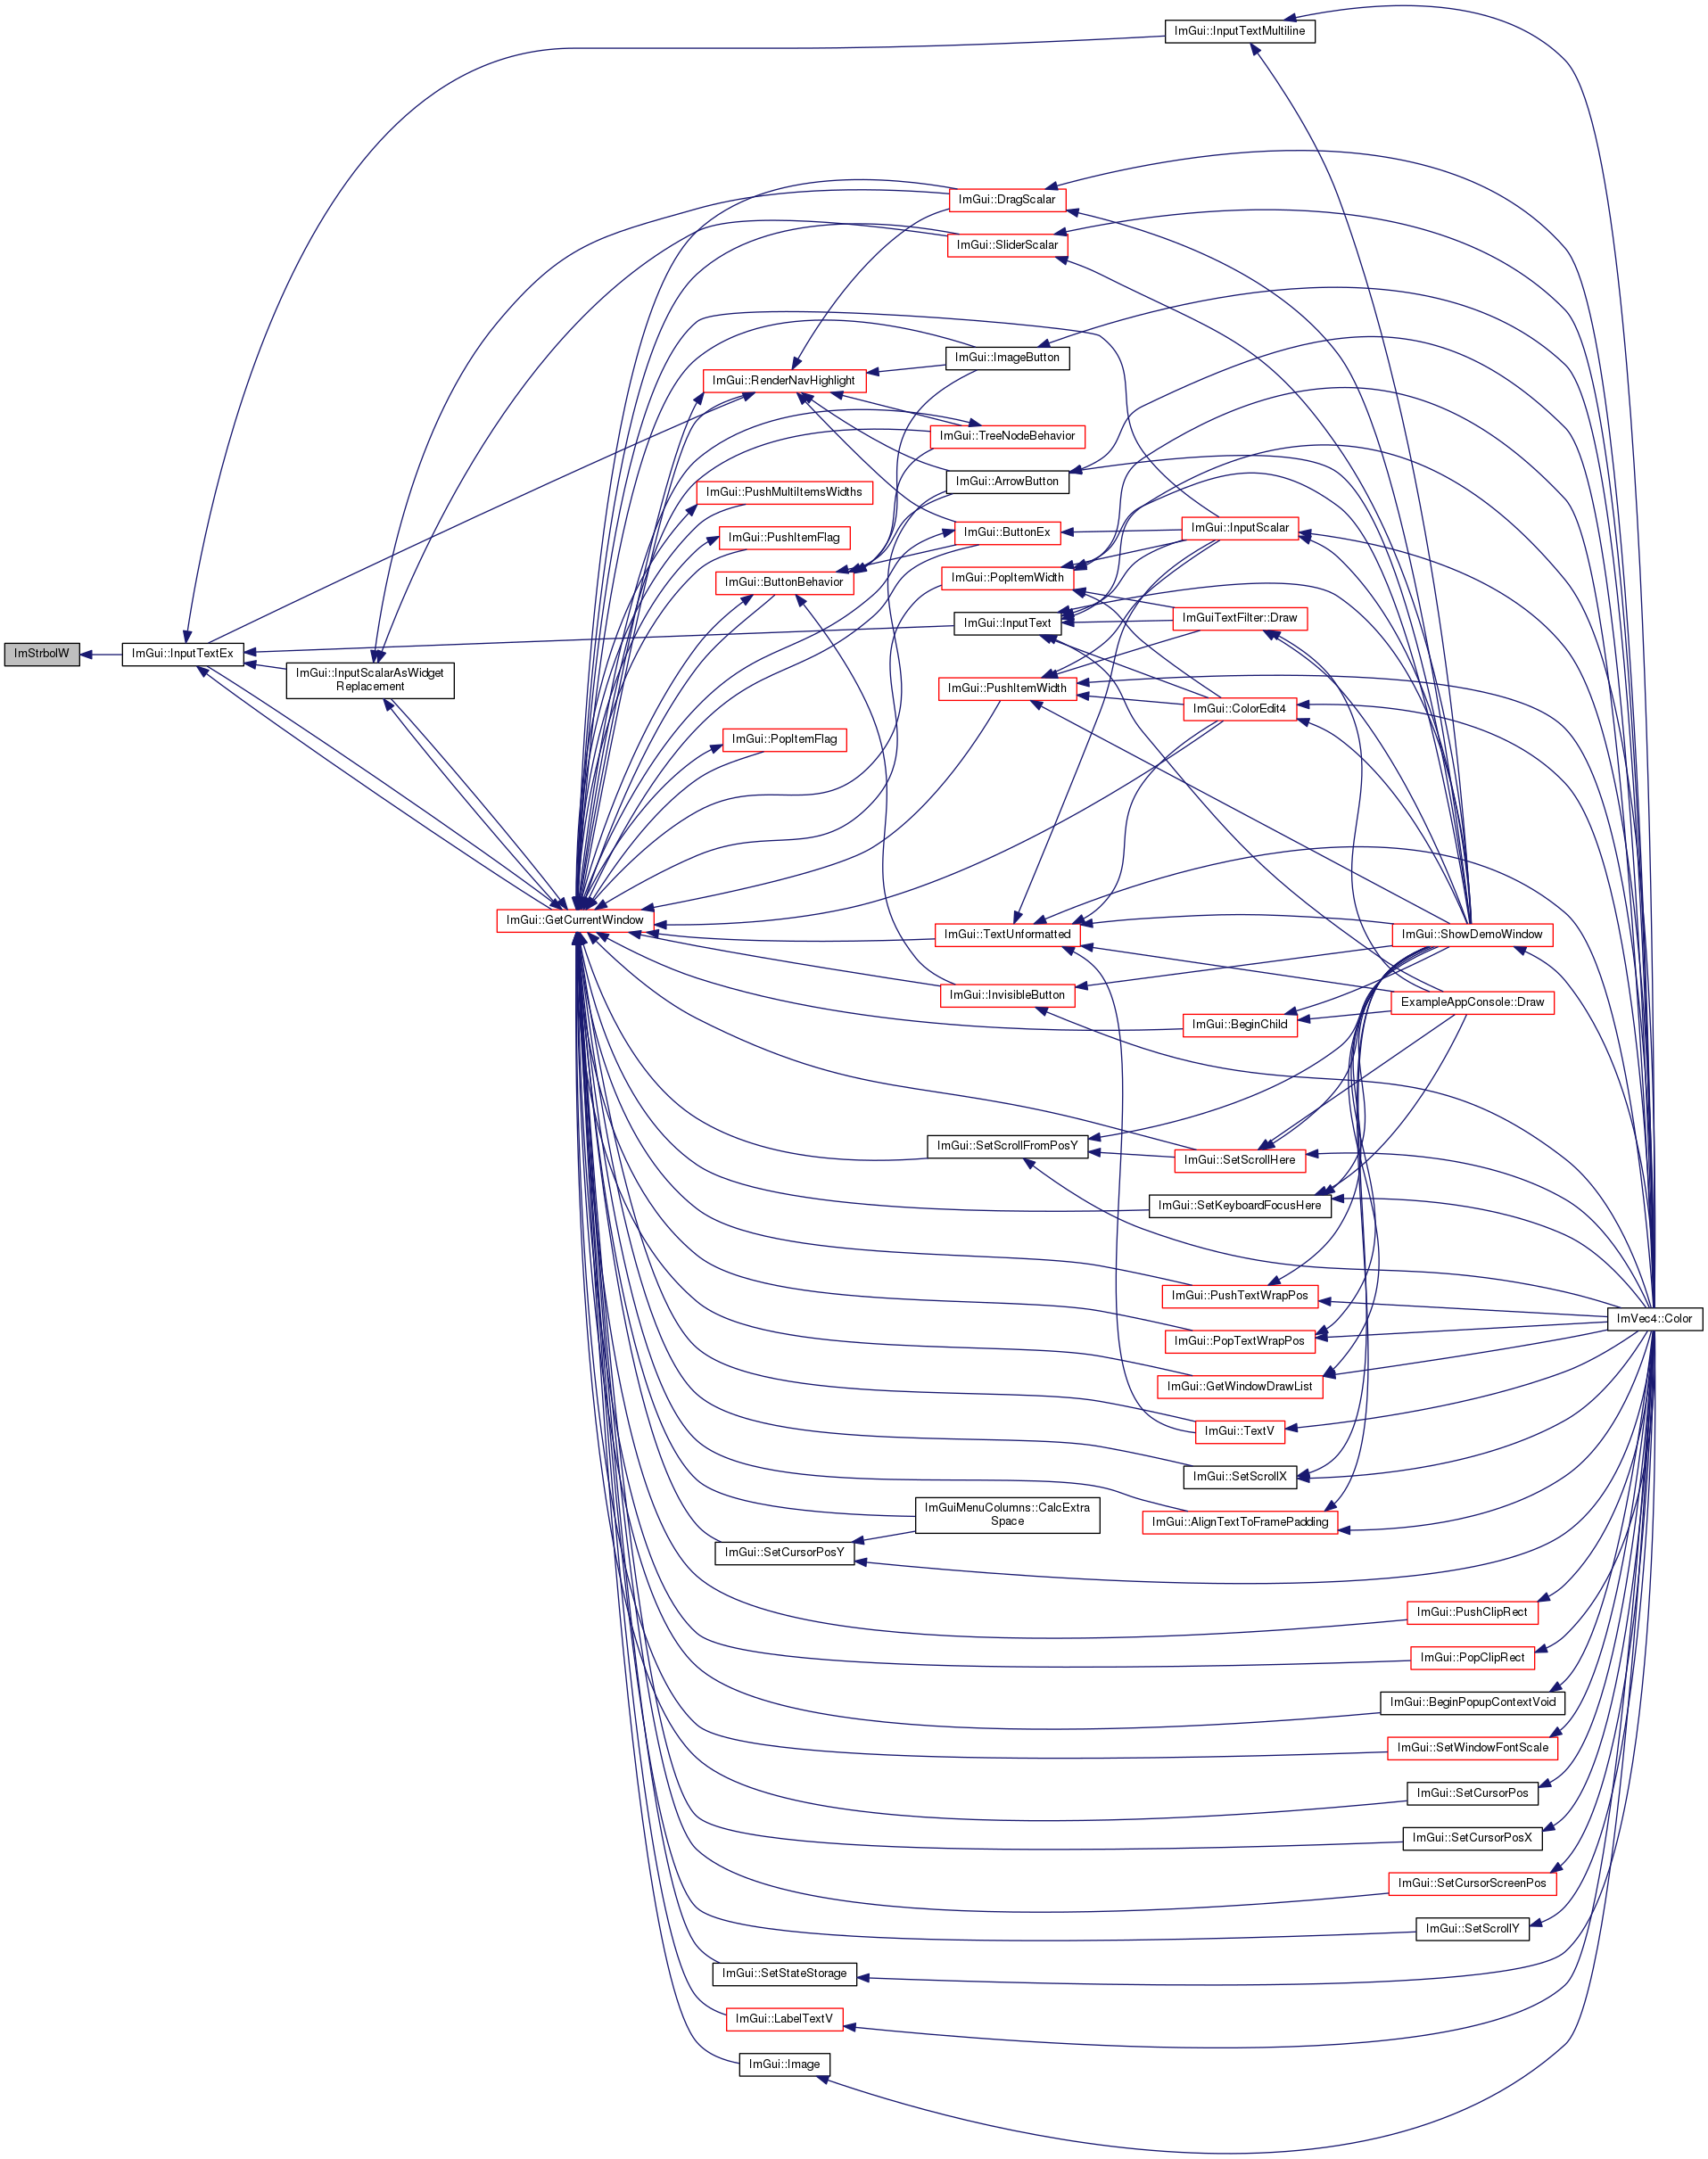 ImGui::InputTextMultiline
ImGui::DragScalar
ImGui::SliderScalar
ImGui::ImageButton
ImGui::RenderNavHighlight
ImGui::TreeNodeBehavior
ImGui::ArrowButton
ImGui::PushMultiItemsWidths
ImGui::InputScalar
ImGui::ButtonEx
ImGui::PushItemFlag
ImGui::PopItemWidth
ImGui::ButtonBehavior
ImGuiTextFilter::Draw
ImGui::InputText
ImStrbolW
ImGui::InputTextEx
ImGui::InputScalarAsWidget
Replacement
ImGui::PushItemWidth
ImGui::ColorEdit4
ImGui::PopItemFlag
ImGui::GetCurrentWindow
ImGui::TextUnformatted
ImGui::ShowDemoWindow
ImGui::InvisibleButton
ExampleAppConsole::Draw
ImGui::BeginChild
ImGui::SetScrollFromPosY
ImGui::SetScrollHere
ImGui::SetKeyboardFocusHere
ImGui::PushTextWrapPos
ImVec4::Color
ImGui::PopTextWrapPos
ImGui::GetWindowDrawList
ImGui::TextV
ImGui::SetScrollX
ImGuiMenuColumns::CalcExtra
Space
ImGui::AlignTextToFramePadding
ImGui::SetCursorPosY
ImGui::PushClipRect
ImGui::PopClipRect
ImGui::BeginPopupContextVoid
ImGui::SetWindowFontScale
ImGui::SetCursorPos
ImGui::SetCursorPosX
ImGui::SetCursorScreenPos
ImGui::SetScrollY
ImGui::SetStateStorage
ImGui::LabelTextV
ImGui::Image